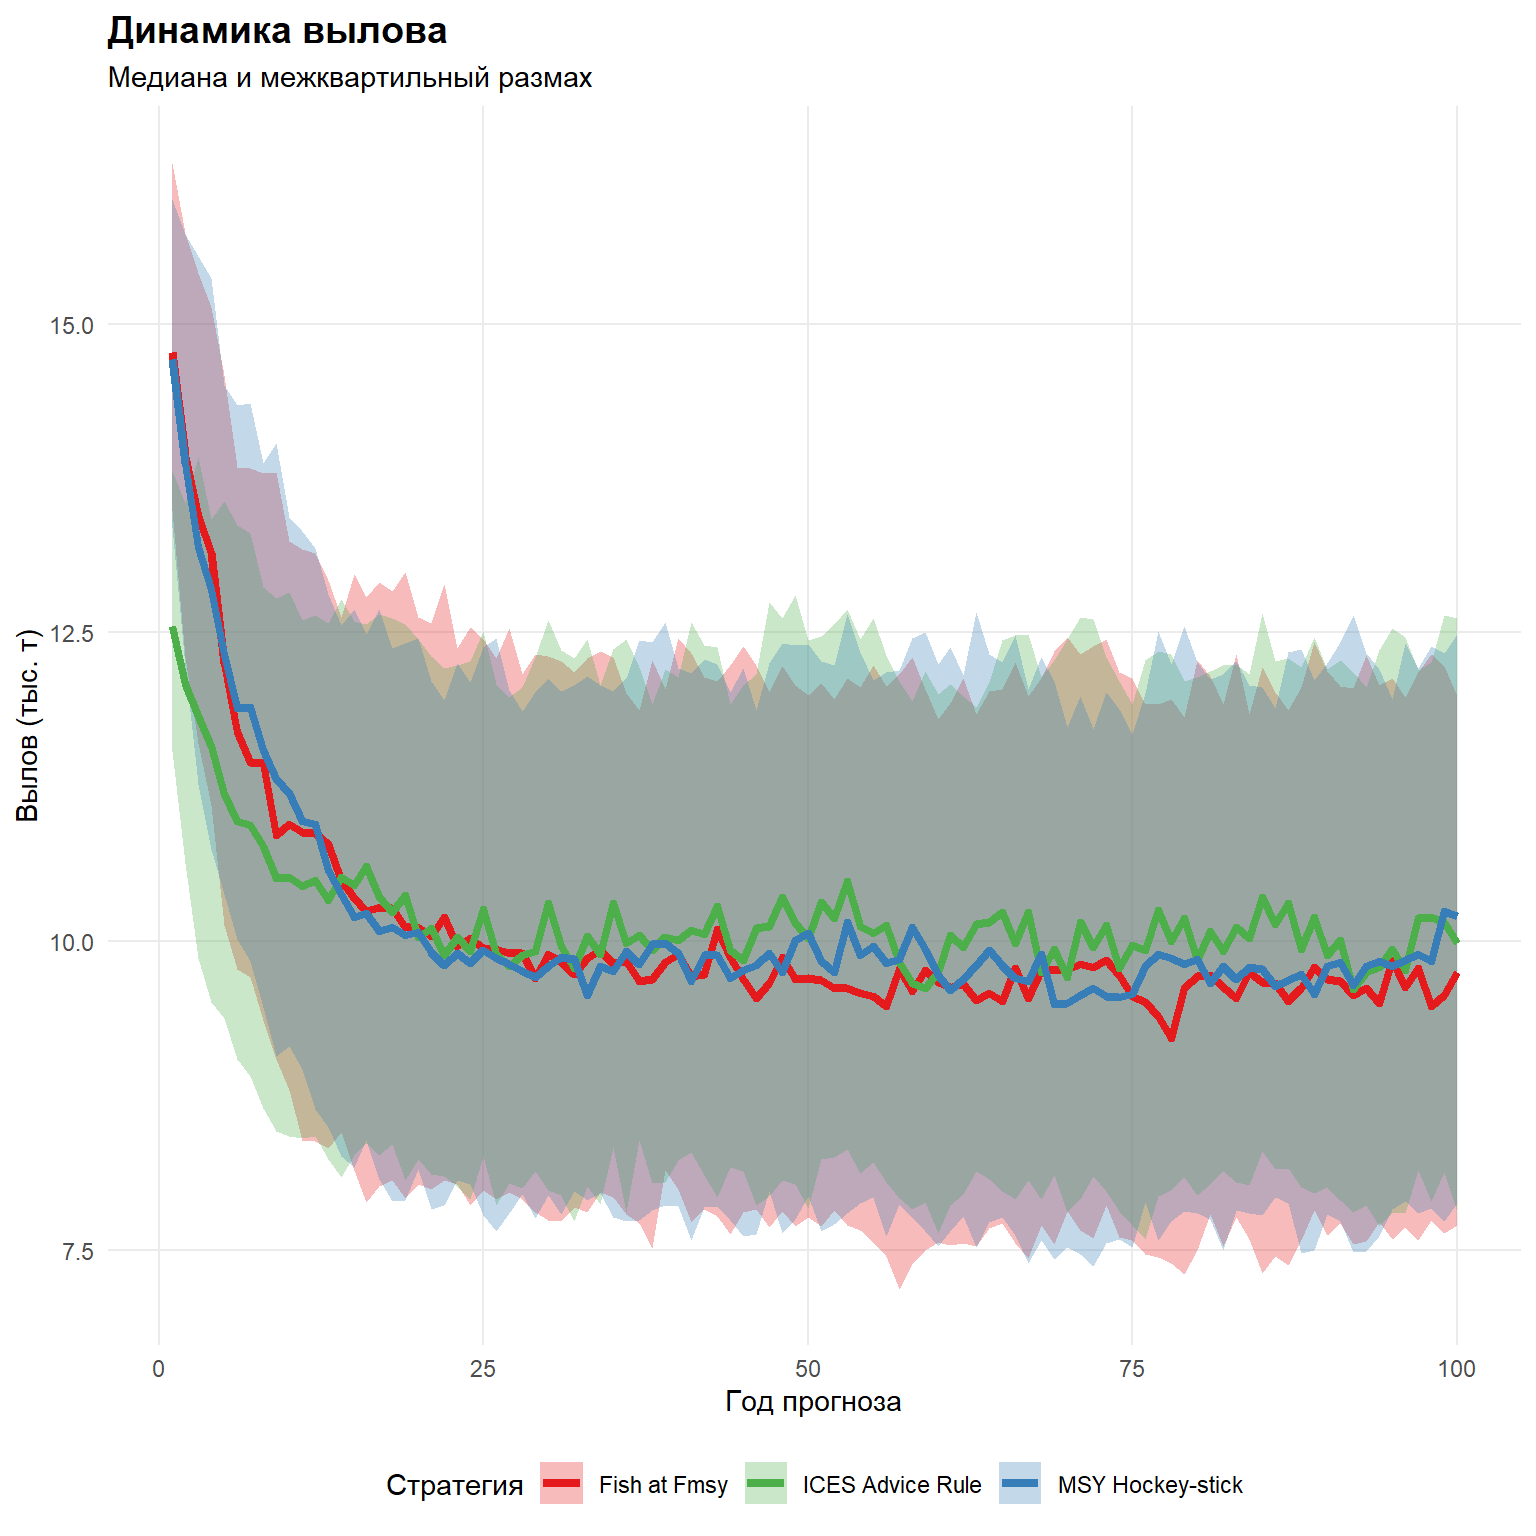 Динамика вылова
Медиана и межквартильный размах
Вылов (тыс. т)
15.0
12.5
10.0
7.5
0 25 50 75 100
Год прогноза
Стратегия Fish at Fmsy ICES Advice Rule MSY Hockey-stick